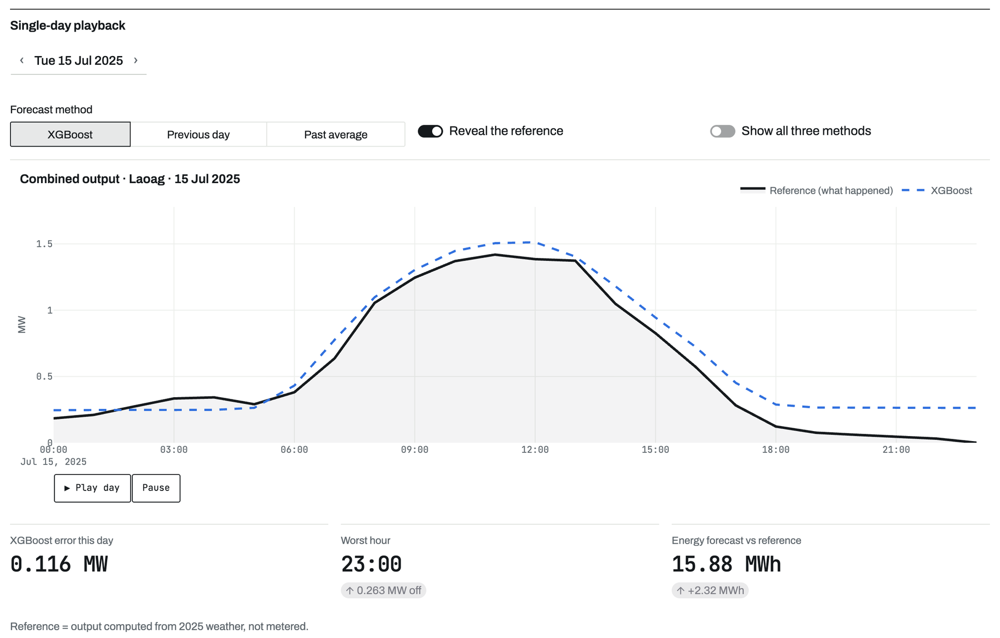 Single-day playback
‹ Tue 15 Jul 2025 ›
Forecast method
XGBoost Previous day Past average Reveal the reference Show all three methods
Combined output · Laoag · 15 Jul 2025
Reference (what happened) XGBoost
1.5
1
MW
0.5
0
00:00 03:00 06:00 09:00 12:00 15:00 18:00 21:00
Jul 15, 2025
▶ Play day Pause
XGBoost error this day Worst hour Energy forecast vs reference
0.116 MW 23:00 15.88 MWh
↑ 0.263 MW off ↑ +2.32 MWh
Reference = output computed from 2025 weather, not metered.